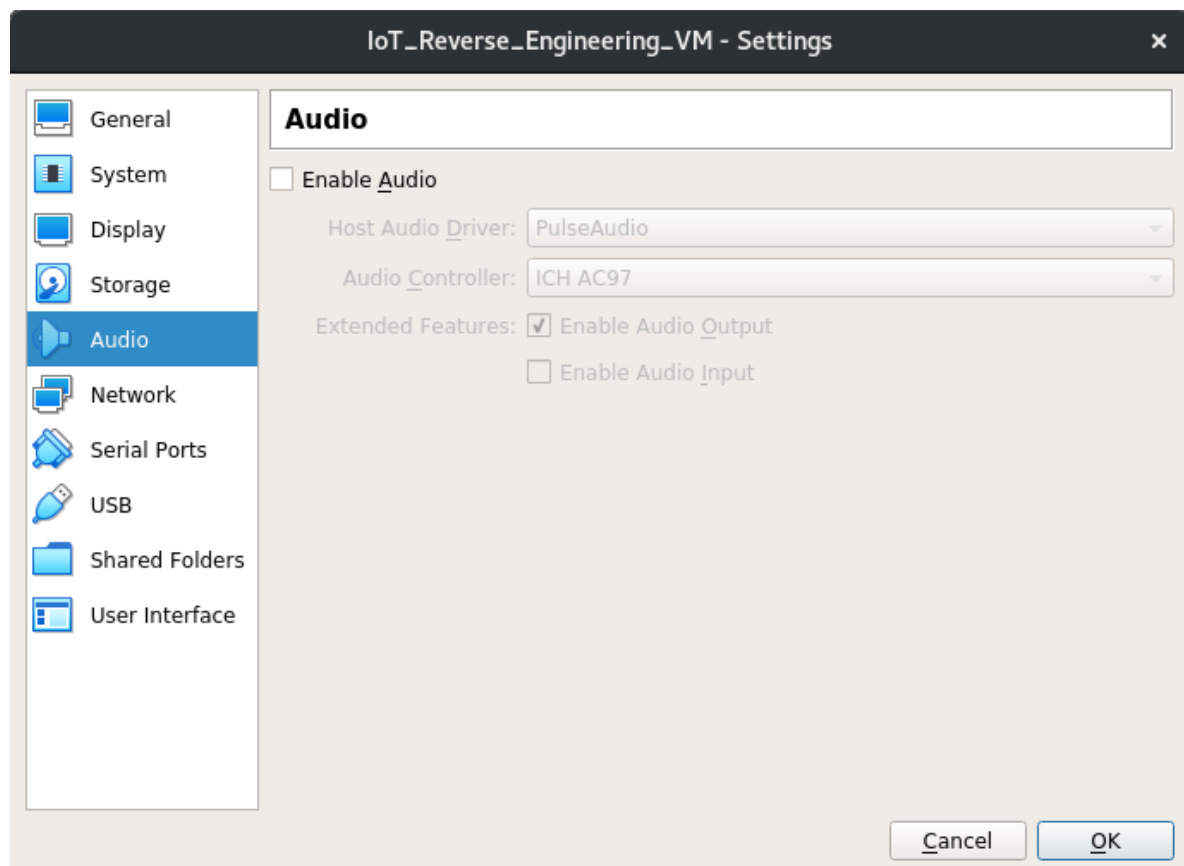 IoT_Reverse_Engineering_VM - Settings
×
General
System
Display
Storage
Audio
Network
Serial Ports
USB
Shared Folders
User Interface
Audio
Enable Audio
Host Audio Driver: PulseAudio
Audio Controller: ICH AC97
Extended Features: Enable Audio Output
Enable Audio Input
Cancel OK